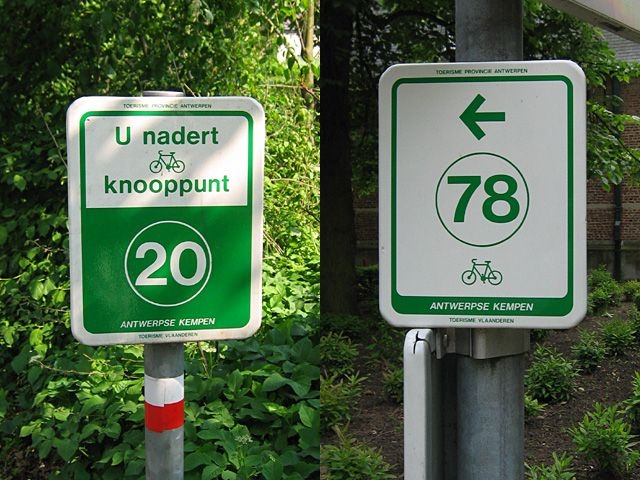 TOERISME PROVINCIE ANTWERPEN
U nadert
knooppunt
20
ANTWERPSE KEMPEN
TOERISME VLAANDEREN
TOERISME PROVINCIE ANTWERPEN
78
ANTWERPSE KEMPEN
TOERISME VLAANDEREN